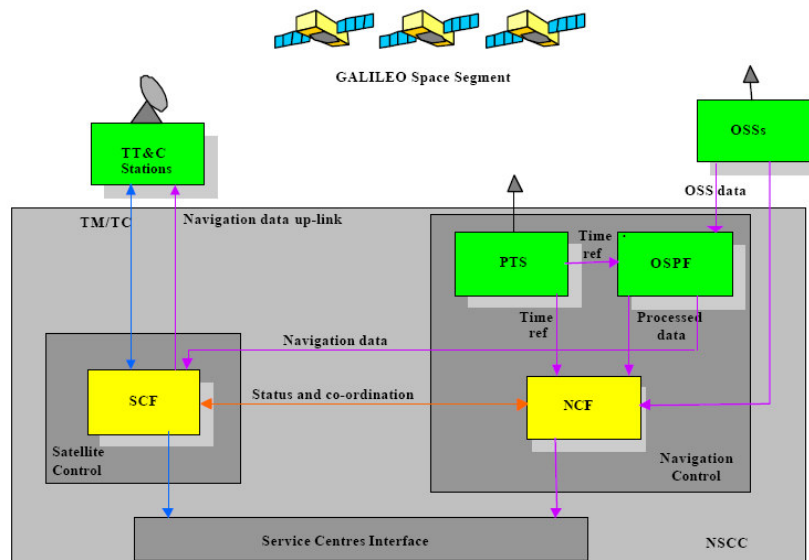 GALILEO Space Segment
OSSs
TT&C
Stations
OSS data
TM/TC
Navigation data up-link
Time
ref
PTS
OSPF
Time
ref
Processed
data
Navigation data
SCF
Status and co-ordination
NCF
Satellite
Control
Navigation
Control
Service Centres Interface
NSCC